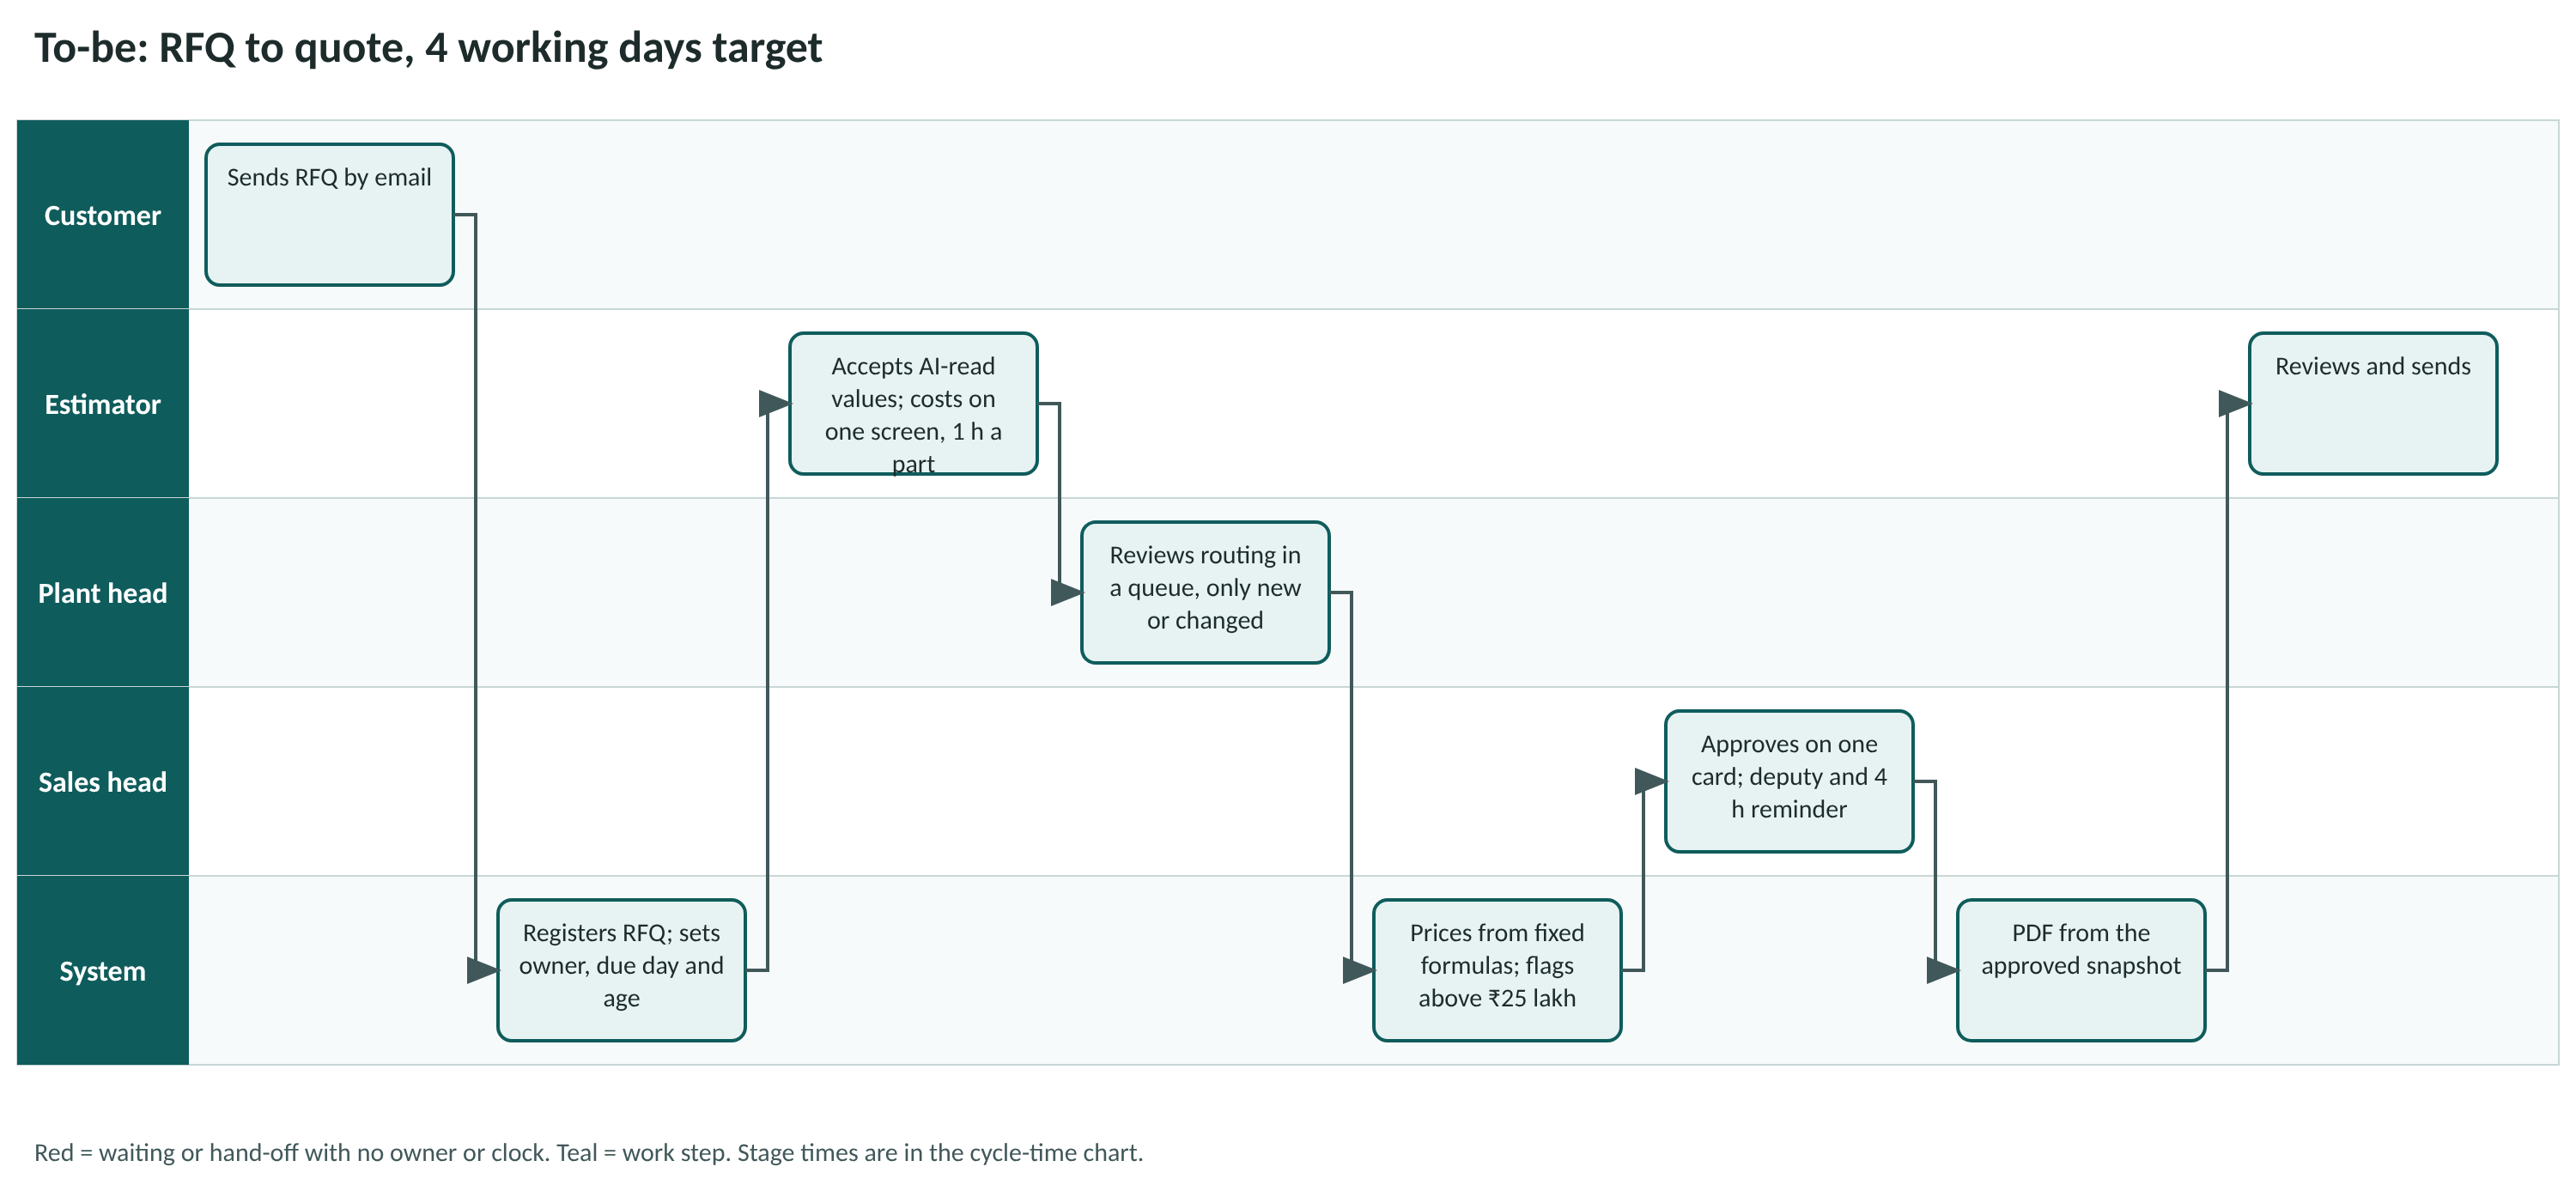 To-be: RFQ to quote, 4 working days target
Customer
Sends RFQ by email
Estimator
Accepts AI-read
values; costs on
one screen, 1 h a
part
Reviews and sends
Plant head
Reviews routing in
a queue, only new
or changed
Sales head
Approves on one
card; deputy and 4
h reminder
System
Registers RFQ; sets
owner, due day and
age
Prices from fixed
formulas; flags
above ₹25 lakh
PDF from the
approved snapshot
Red = waiting or hand-off with no owner or clock. Teal = work step. Stage times are in the cycle-time chart.